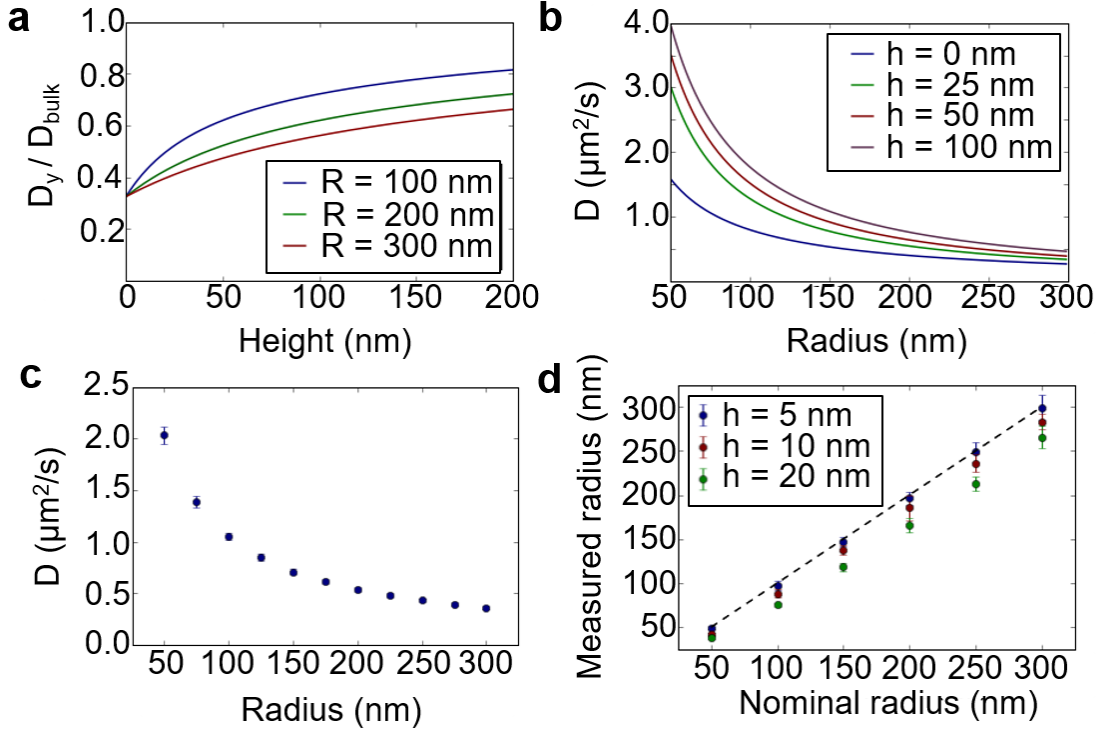 a
1.0
0.8
0.6
0.4
0.2
D_y / D_bulk
0
50
100
150
200
Height (nm)
R = 100 nm
R = 200 nm
R = 300 nm
b
4.0
3.0
2.0
1.0
D (μm²/s)
50
100
150
200
250
300
Radius (nm)
h = 0 nm
h = 25 nm
h = 50 nm
h = 100 nm
c
2.5
2.0
1.5
1.0
0.5
0.0
D (μm²/s)
50
100
150
200
250
300
Radius (nm)
d
300
250
200
150
100
50
Measured radius (nm)
50
100
150
200
250
300
Nominal radius (nm)
h = 5 nm
h = 10 nm
h = 20 nm